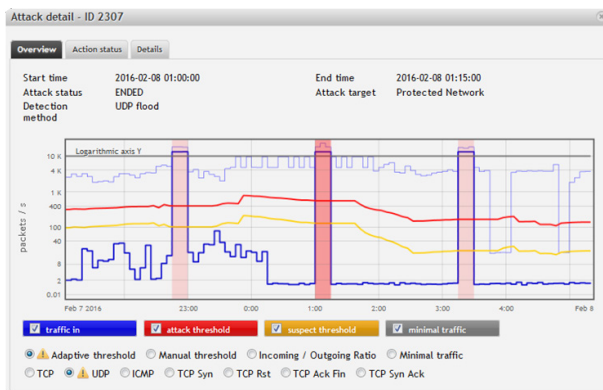 Attack detail - ID 2307
Overview Action status Details
Start time 2016-02-08 01:00:00 End time 2016-02-08 01:15:00
Attack status ENDED Attack target Protected Network
Detection method UDP flood
Logarithmic axis Y
packets / s
10 K
4 K
1 K
400
100
40
8
2
0.01
Feb 7 2016 23:00 0:00 1:00 2:00 3:00 4:00 Feb 8
traffic in attack threshold suspect threshold minimal traffic
Adaptive threshold Manual threshold Incoming / Outgoing Ratio Minimal traffic
TCP UDP ICMP TCP Syn TCP Rst TCP Ack Fin TCP Syn Ack